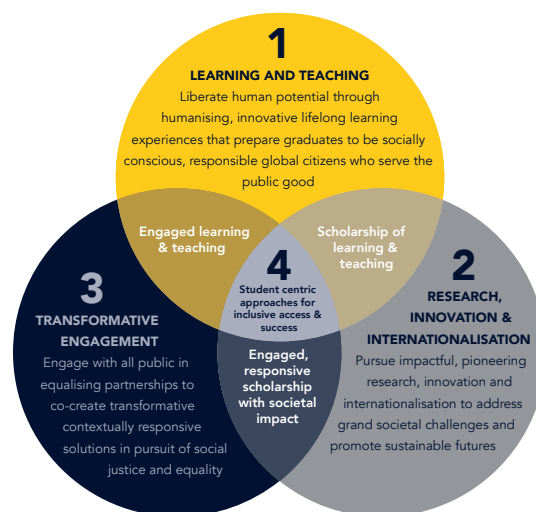 1
LEARNING AND TEACHING
Liberate human potential through
humanising, innovative lifelong learning
experiences that prepare graduates to be socially
conscious, responsible global citizens who serve the
public good
Engaged learning
& teaching
Scholarship of
learning &
teaching
4
Student centric
approaches for
inclusive access &
success
2
RESEARCH,
INNOVATION &
INTERNATIONALISATION
Pursue impactful, pioneering
research, innovation and
internationalisation to address
grand societal challenges and
promote sustainable futures
3
TRANSFORMATIVE
ENGAGEMENT
Engage with all public in
equalising partnerships to
co-create transformative
contextually responsive
solutions in pursuit of social
justice and equality
Engaged,
responsive
scholarship
with societal
impact